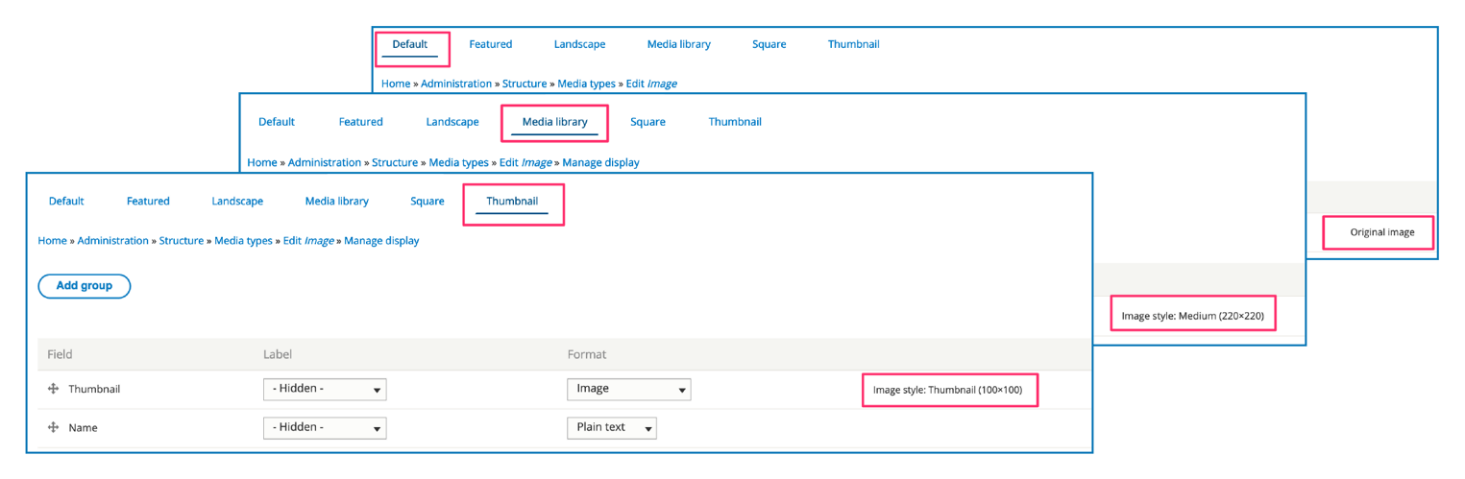 Default Featured Landscape Media library Square Thumbnail
Home » Administration » Structure » Media types » Edit Image
Original image
Default Featured Landscape Media library Square Thumbnail
Home » Administration » Structure » Media types » Edit Image » Manage display
Image style: Medium (220×220)
Default Featured Landscape Media library Square Thumbnail
Home » Administration » Structure » Media types » Edit Image » Manage display
Add group
Field Label Format
Thumbnail - Hidden - Image Image style: Thumbnail (100×100)
Name - Hidden - Plain text